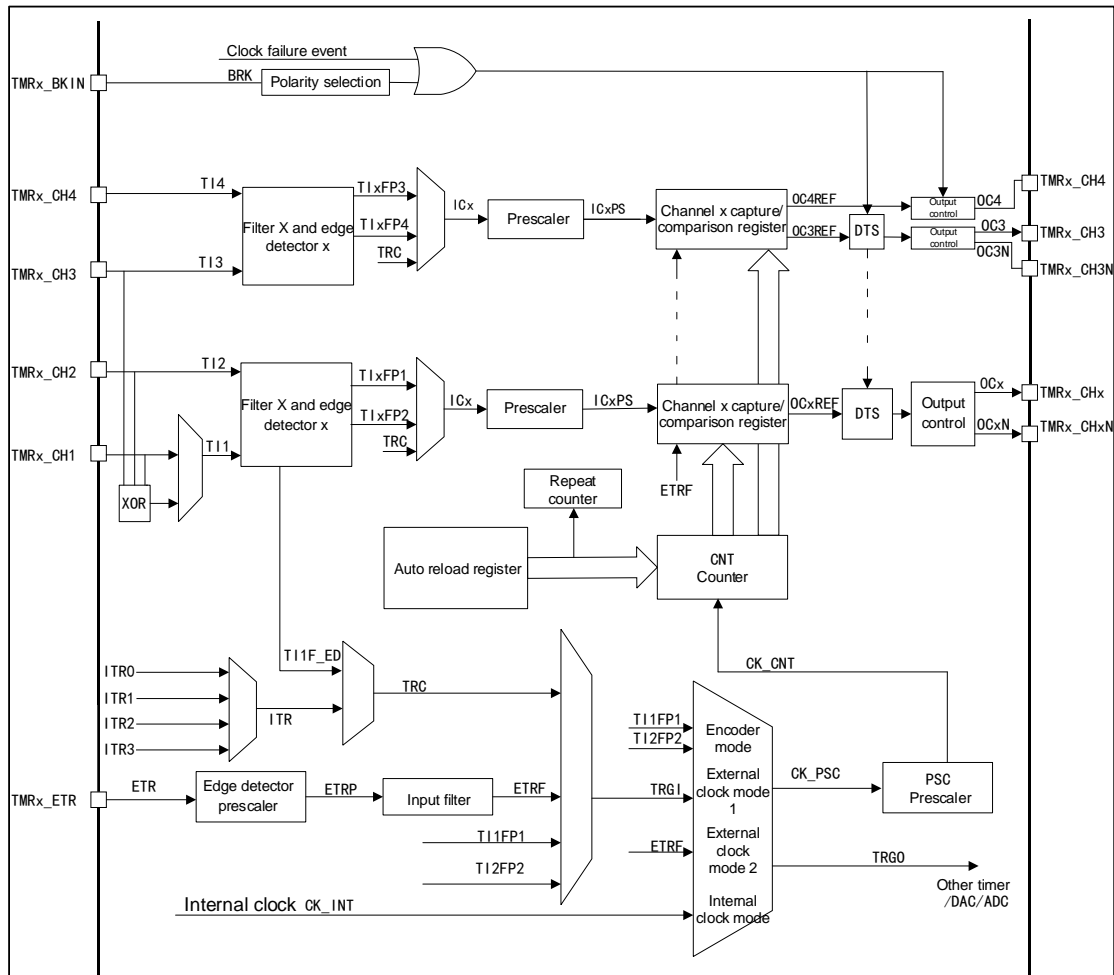 Clock failure event
TMRx_BKIN
BRK
Polarity selection
TMRx_CH4
TI4
TIxFP3
ICx
Prescaler
ICxPS
Filter X and edge
detector x
TIxFP4
TRC
Channel x capture/
comparison register
OC4REF
OC3REF
DTS
Output
control
OC4
TMRx_CH4
Output
control
OC3
TMRx_CH3
OC3N
TMRx_CH3N
TMRx_CH3
TI3
TMRx_CH2
TI2
TIxFP1
ICx
Prescaler
ICxPS
Filter X and edge
detector x
TIxFP2
TRC
Channel x capture/
comparison register
OCxREF
DTS
Output
control
OCx
TMRx_CHx
OCxN
TMRx_CHxN
TMRx_CH1
TI1
XOR
ETRF
Repeat
counter
Auto reload register
CNT
Counter
TI1F_ED
CK_CNT
ITR0
ITR1
ITR2
ITR3
ITR
TRC
TI1FP1
TI2FP2
Encoder
mode
CK_PSC
PSC
Prescaler
TMRx_ETR
ETR
Edge detector
prescaler
ETRP
Input filter
ETRF
TRGI
External
clock mode
1
TI1FP1
TI2FP2
ETRF
External
clock
mode 2
TRGO
Other timer
/DAC/ADC
Internal clock CK_INT
Internal
clock mode